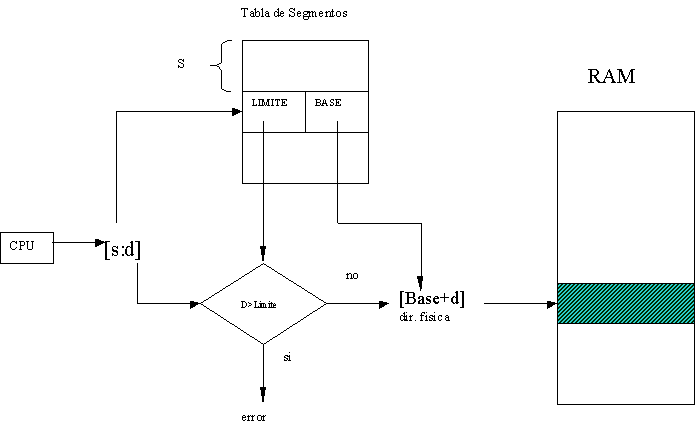 Tabla de Segmentos
S
RAM
LIMITE
BASE
CPU
[s:d]
no
D>Limite
[Base+d]
dir. fisica
si
error